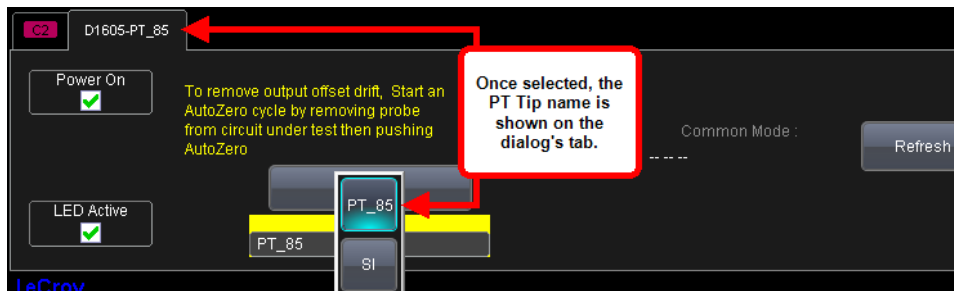 C2 D1605-PT_85
Power On
To remove output offset drift, Start an
AutoZero cycle by removing probe
from circuit under test then pushing
AutoZero
Once selected, the
PT Tip name is
shown on the
dialog's tab.
Common Mode :
-- -- --
Refresh
LED Active
PT_85
PT_85
SI
LeCroy